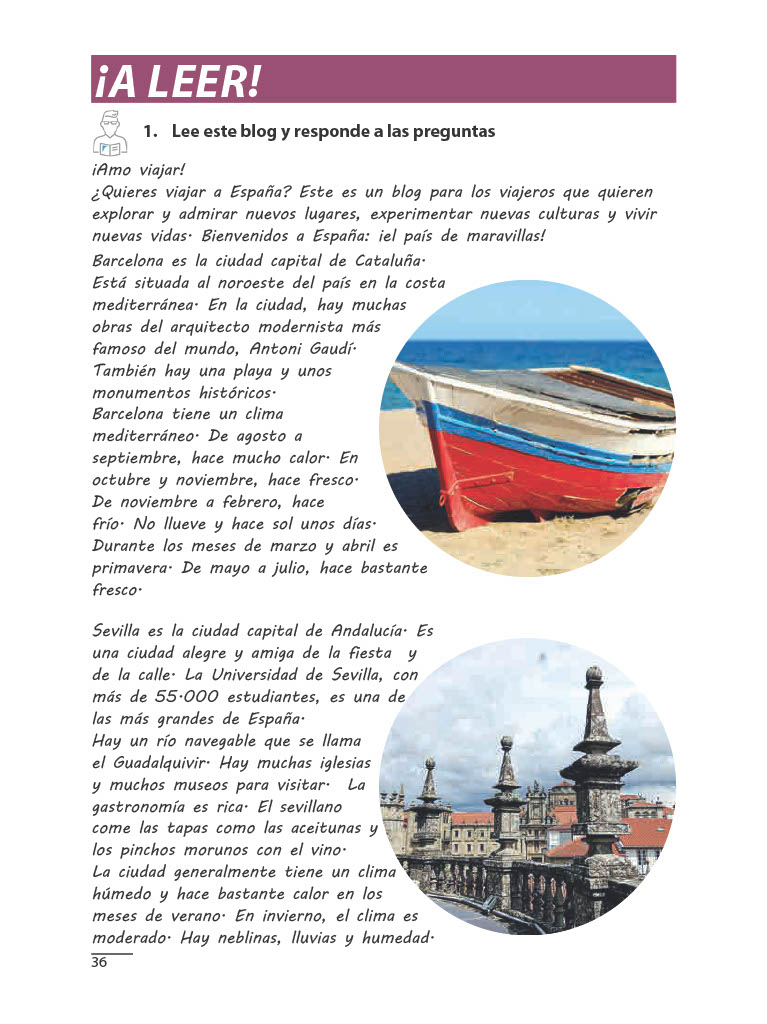 ¡A LEER!
1. Lee este blog y responde a las preguntas
¡Amo viajar!
¿Quieres viajar a España? Este es un blog para los viajeros que quieren
explorar y admirar nuevos lugares, experimentar nuevas culturas y vivir
nuevas vidas. Bienvenidos a España: ¡el país de maravillas!
Barcelona es la ciudad capital de Cataluña.
Está situada al noroeste del país en la costa
mediterránea. En la ciudad, hay muchas
obras del arquitecto modernista más
famoso del mundo, Antoni Gaudí.
También hay una playa y unos
monumentos históricos.
Barcelona tiene un clima
mediterráneo. De agosto a
septiembre, hace mucho calor. En
octubre y noviembre, hace fresco.
De noviembre a febrero, hace
frío. No llueve y hace sol unos días.
Durante los meses de marzo y abril es
primavera. De mayo a julio, hace bastante
fresco.
Sevilla es la ciudad capital de Andalucía. Es
una ciudad alegre y amiga de la fiesta y
de la calle. La Universidad de Sevilla, con
más de 55.000 estudiantes, es una de
las más grandes de España.
Hay un río navegable que se llama
el Guadalquivir. Hay muchas iglesias
y muchos museos para visitar. La
gastronomía es rica. El sevillano
come las tapas como las aceitunas y
los pinchos morunos con el vino.
La ciudad generalmente tiene un clima
húmedo y hace bastante calor en los
meses de verano. En invierno, el clima es
moderado. Hay neblinas, lluvias y humedad.
36